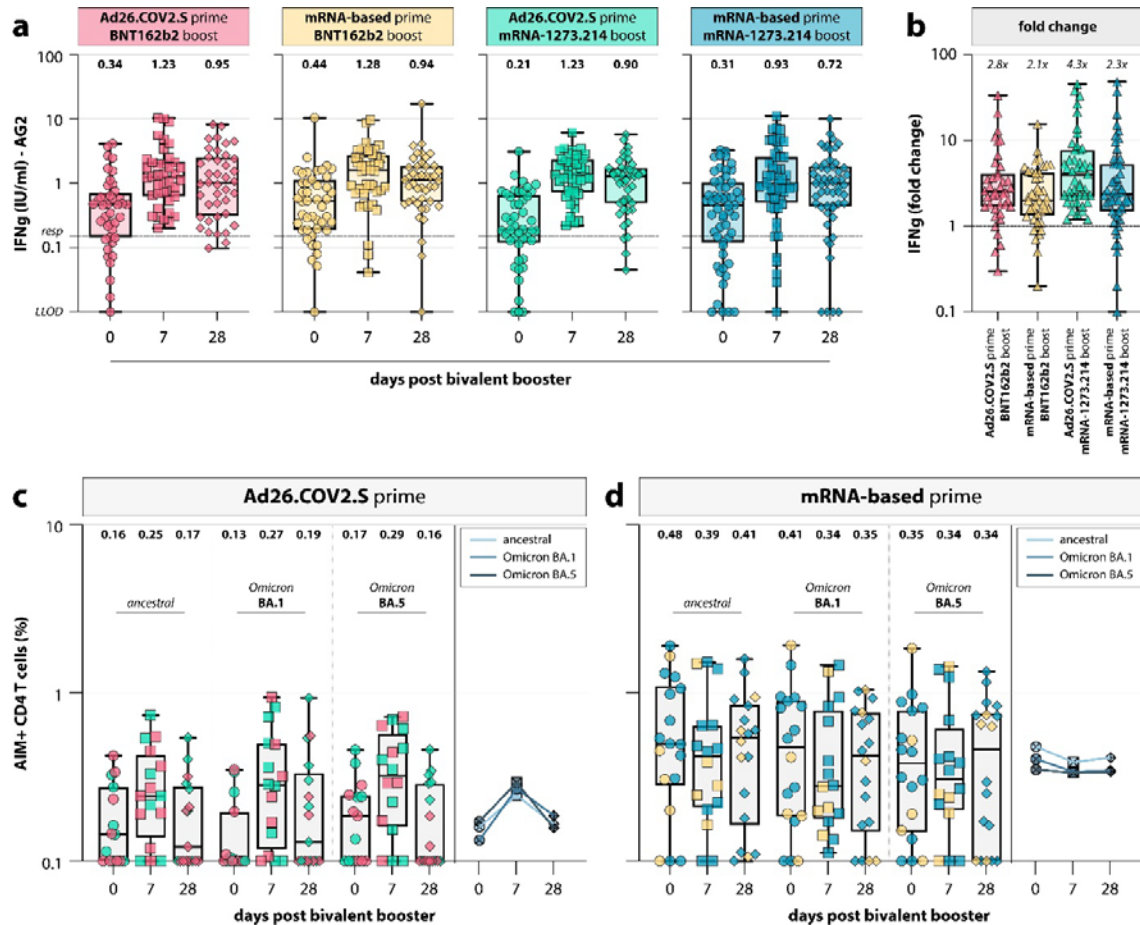 a
Ad26.COV2.S prime
BNT162b2 boost
mRNA-based prime
BNT162b2 boost
Ad26.COV2.S prime
mRNA-1273.214 boost
mRNA-based prime
mRNA-1273.214 boost
0.34 1.23 0.95
0.44 1.28 0.94
0.21 1.23 0.90
0.31 0.93 0.72
IFNg (IU/ml) - AG2
100
10
1
resp
0.1
LLOD
0 7 28
0 7 28
0 7 28
0 7 28
days post bivalent booster
b
fold change
2.8x 2.1x 4.3x 2.3x
IFNg (fold change)
100
10
1
0.1
Ad26.COV2.S prime
BNT162b2 boost
mRNA-based prime
BNT162b2 boost
Ad26.COV2.S prime
mRNA-1273.214 boost
mRNA-based prime
mRNA-1273.214 boost
c
Ad26.COV2.S prime
AIM+ CD4 T cells (%)
10
1
0.1
0.16 0.25 0.17 0.13 0.27 0.19 0.17 0.29 0.16
ancestral
Omicron
BA.1
Omicron
BA.5
ancestral
Omicron BA.1
Omicron BA.5
0 7 28 0 7 28 0 7 28
0 7 28
days post bivalent booster
d
mRNA-based prime
0.48 0.39 0.41 0.41 0.34 0.35 0.35 0.34 0.34
ancestral
Omicron
BA.1
Omicron
BA.5
ancestral
Omicron BA.1
Omicron BA.5
0 7 28 0 7 28 0 7 28
0 7 28
days post bivalent booster